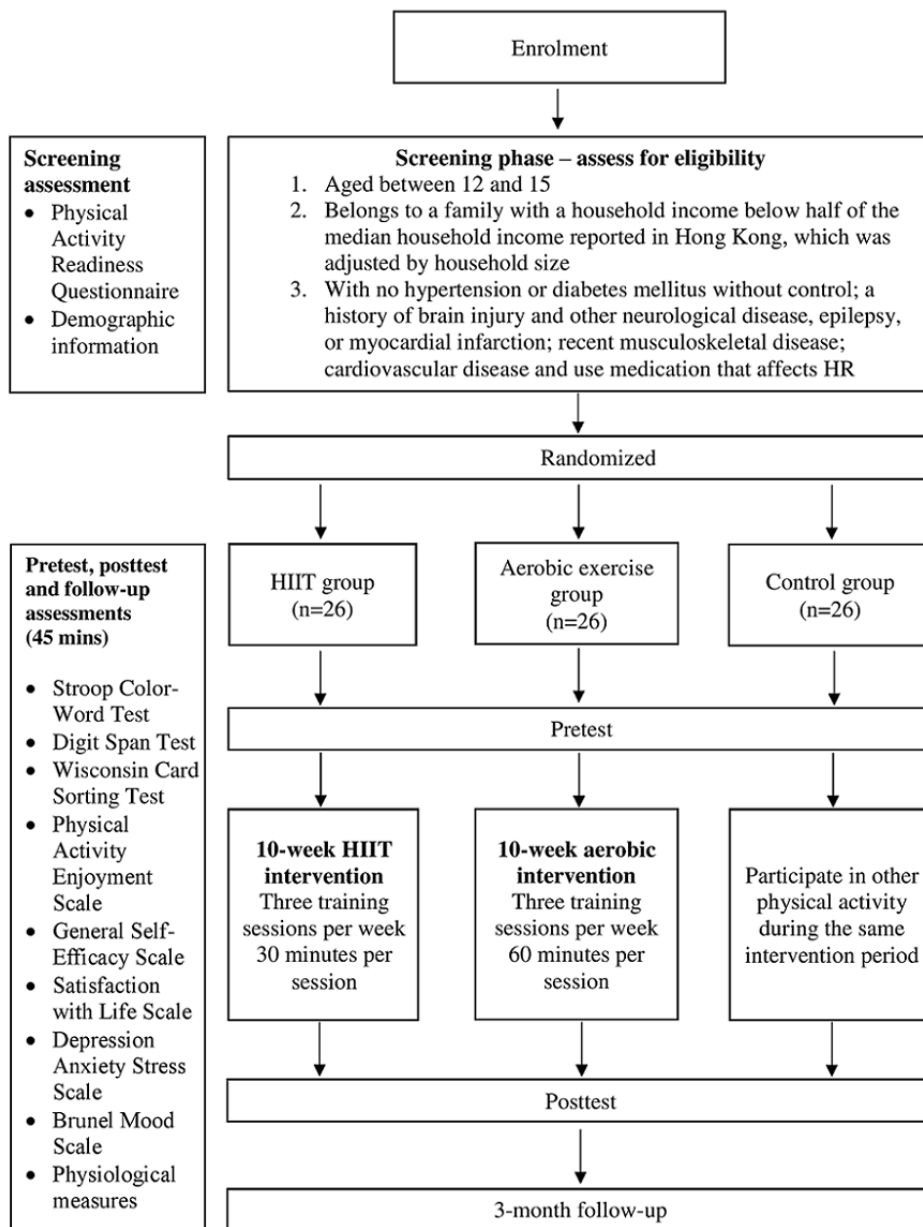 Enrolment
Screening
assessment
• Physical
Activity
Readiness
Questionnaire
• Demographic
information
Screening phase – assess for eligibility
1. Aged between 12 and 15
2. Belongs to a family with a household income below half of the
median household income reported in Hong Kong, which was
adjusted by household size
3. With no hypertension or diabetes mellitus without control; a
history of brain injury and other neurological disease, epilepsy,
or myocardial infarction; recent musculoskeletal disease;
cardiovascular disease and use medication that affects HR
Randomized
HIIT group
(n=26)
Aerobic exercise
group
(n=26)
Control group
(n=26)
Pretest, posttest
and follow-up
assessments
(45 mins)
• Stroop Color-
Word Test
• Digit Span Test
• Wisconsin Card
Sorting Test
• Physical
Activity
Enjoyment
Scale
• General Self-
Efficacy Scale
• Satisfaction
with Life Scale
• Depression
Anxiety Stress
Scale
• Brunel Mood
Scale
• Physiological
measures
Pretest
10-week HIIT
intervention
Three training
sessions per week
30 minutes per
session
10-week aerobic
intervention
Three training
sessions per week
60 minutes per
session
Participate in other
physical activity
during the same
intervention period
Posttest
3-month follow-up